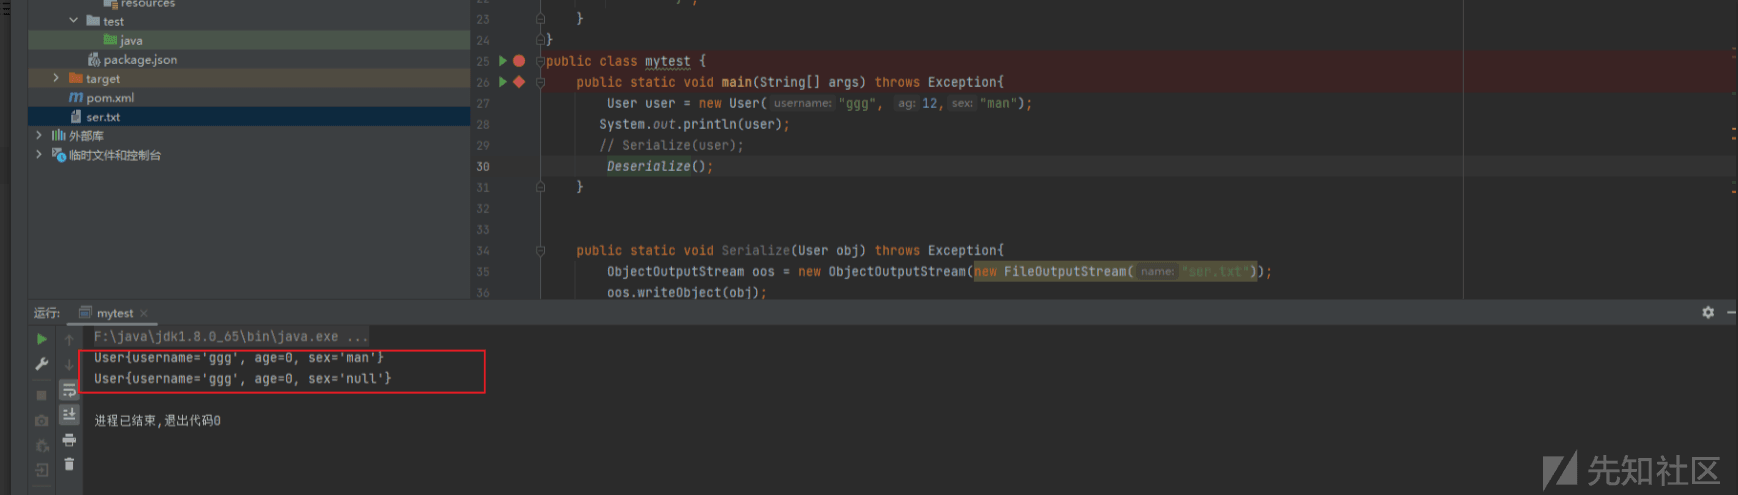 resources
test
java
package.json
target
pom.xml
ser.txt
外部库
临时文件和控制台
23 }
24 }
25 public class mytest {
26 public static void main(String[] args) throws Exception{
27 User user = new User( username: "ggg", ag: 12, sex: "man");
28 System.out.println(user);
29 // Serialize(user);
30 Deserialize();
31 }
32
33
34 public static void Serialize(User obj) throws Exception{
35 ObjectOutputStream oos = new ObjectOutputStream(new FileOutputStream( name: "ser.txt"));
36 oos.writeObject(obj);
运行: mytest
F:\java\jdk1.8.0_65\bin\java.exe ...
User{username='ggg', age=0, sex='man'}
User{username='ggg', age=0, sex='null'}
进程已结束,退出代码0
先知社区